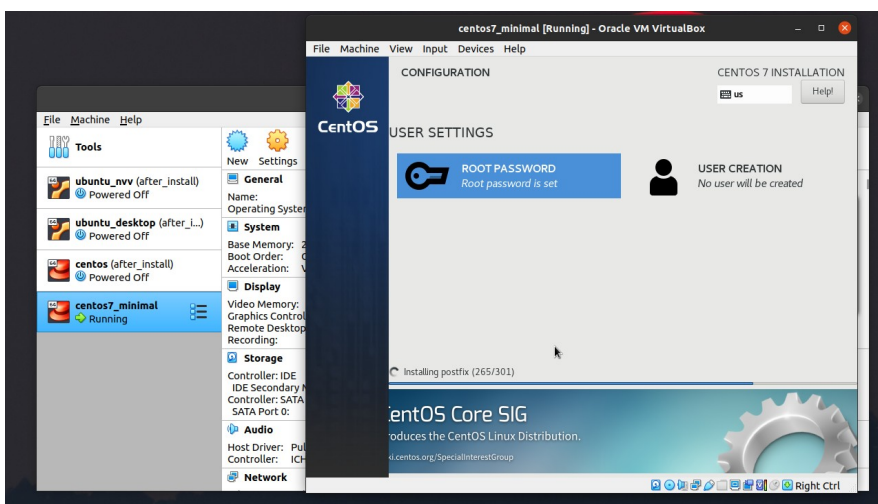 centos7_minimal [Running] - Oracle VM VirtualBox
File Machine View Input Devices Help
CONFIGURATION
CENTOS 7 INSTALLATION
us
Help!
CentOS
USER SETTINGS
ROOT PASSWORD
Root password is set
USER CREATION
No user will be created
Installing postfix (265/301)
entOS Core SIG
oduces the CentOS Linux Distribution.
ki.centos.org/SpecialInterestGroup
Right Ctrl
File Machine Help
Tools
ubuntu_nvv (after_install)
Powered Off
ubuntu_desktop (after_i...)
Powered Off
centos (after_install)
Powered Off
centos7_minimal
Running
New Settings
General
Name:
Operating Syster
System
Base Memory: 2
Boot Order:
Acceleration:
Display
Video Memory:
Graphics Control
Remote Desktop
Recording:
Storage
Controller: IDE
IDE Secondary
Controller: SATA
SATA Port 0:
Audio
Host Driver: Pul
Controller: ICH
Network